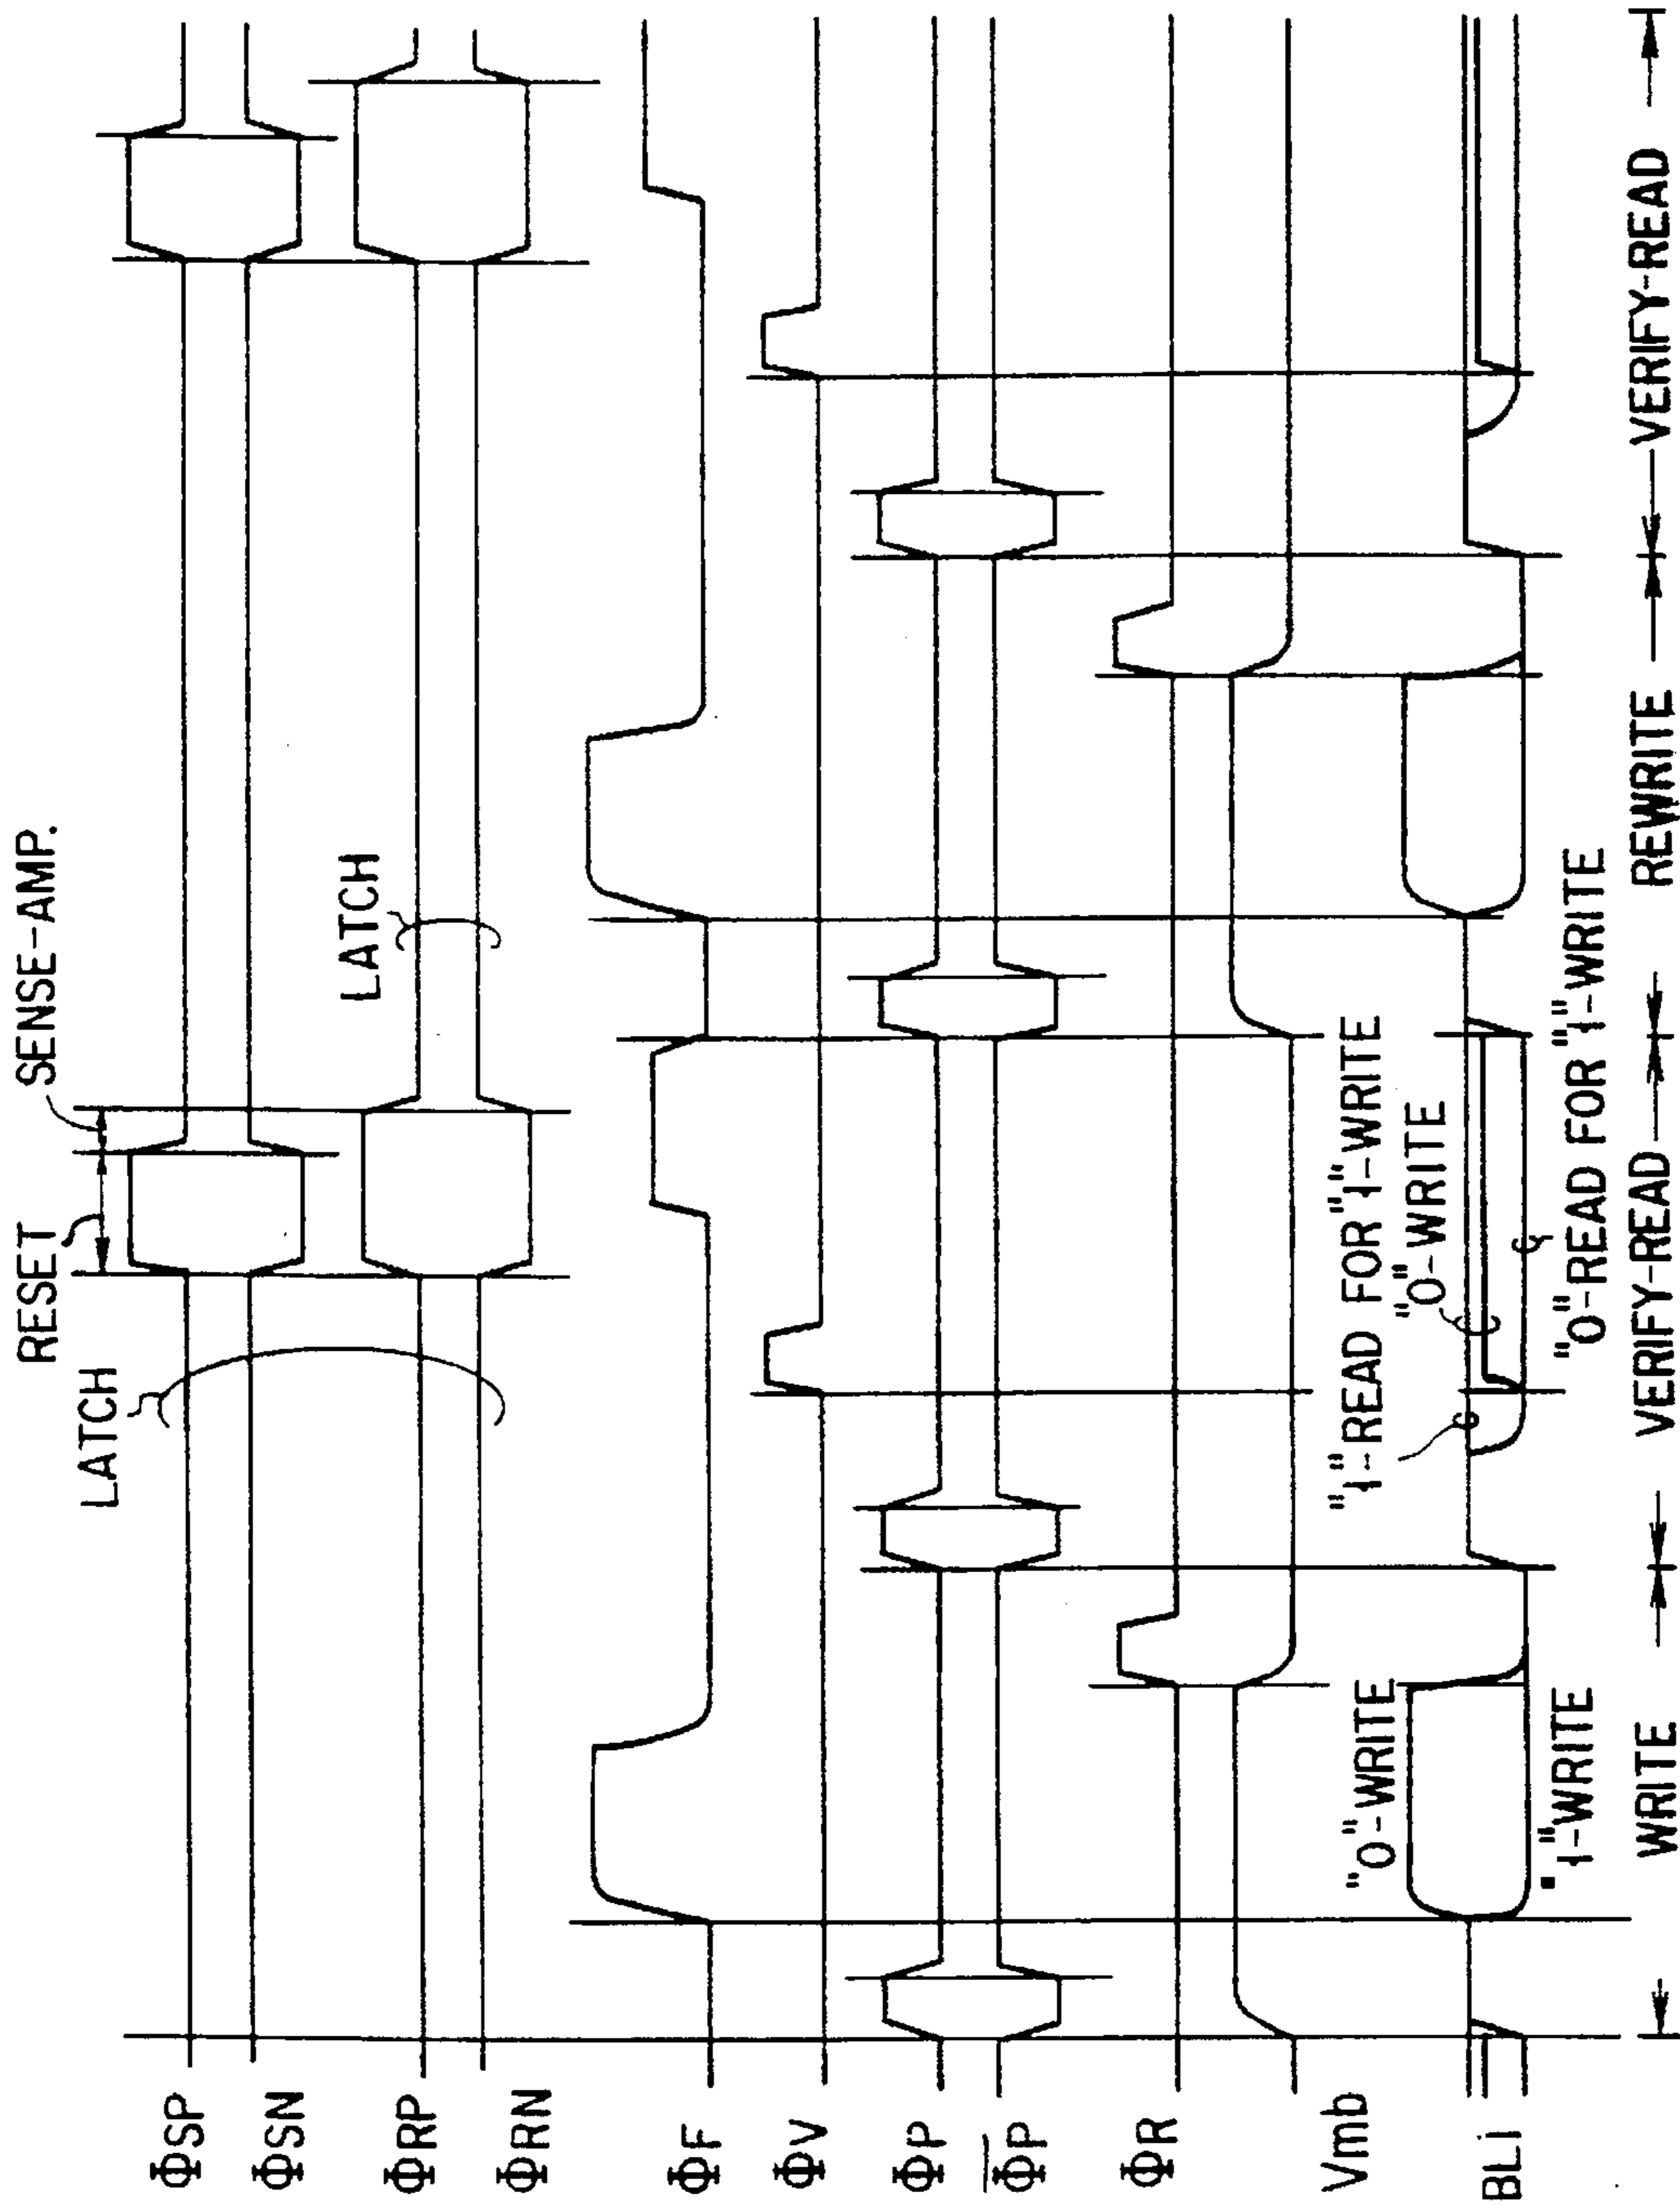 RESET
SENSE-AMP.
LATCH
LATCH
ΦSP
ΦSN
ΦRP
ΦRN
ΦF
ΦV
ΦP
Φ̅P̅
ΦR
Vmb
BLi
"0"-WRITE
"1"-WRITE
"1"-READ FOR "1"-WRITE
"0"-WRITE
"0"-READ FOR "1"-WRITE
WRITE
VERIFY-READ
REWRITE
VERIFY-READ